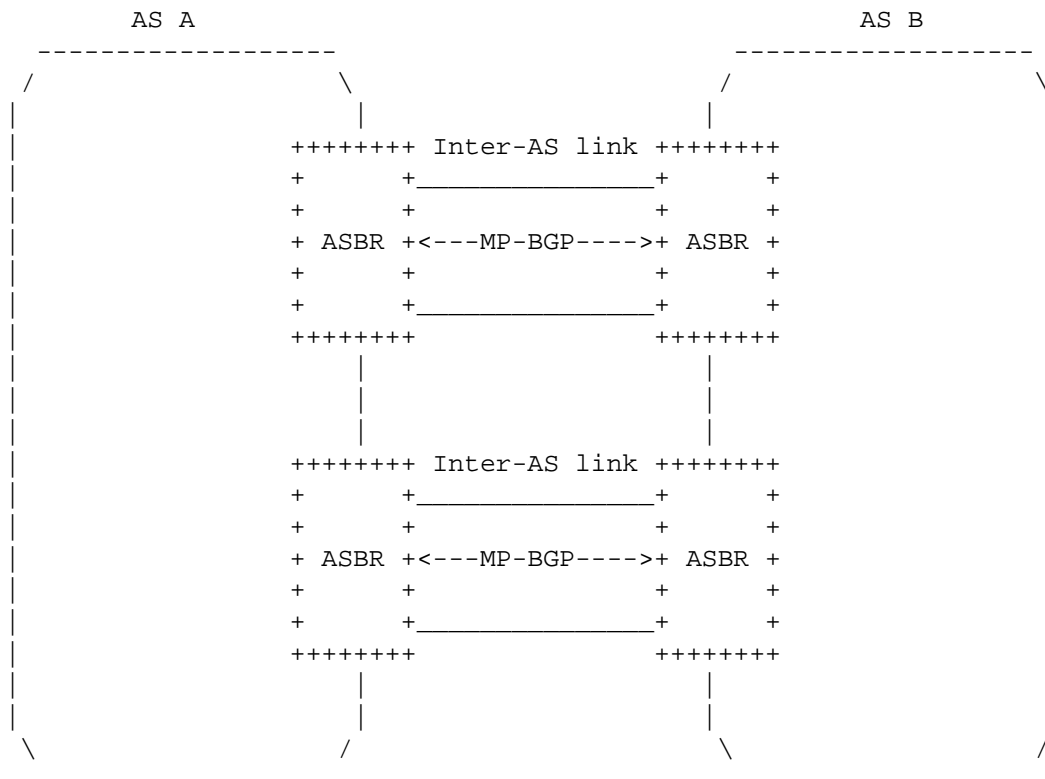 AS A AS B
Inter-AS link
ASBR <---MP-BGP----> ASBR
Inter-AS link
ASBR <---MP-BGP----> ASBR